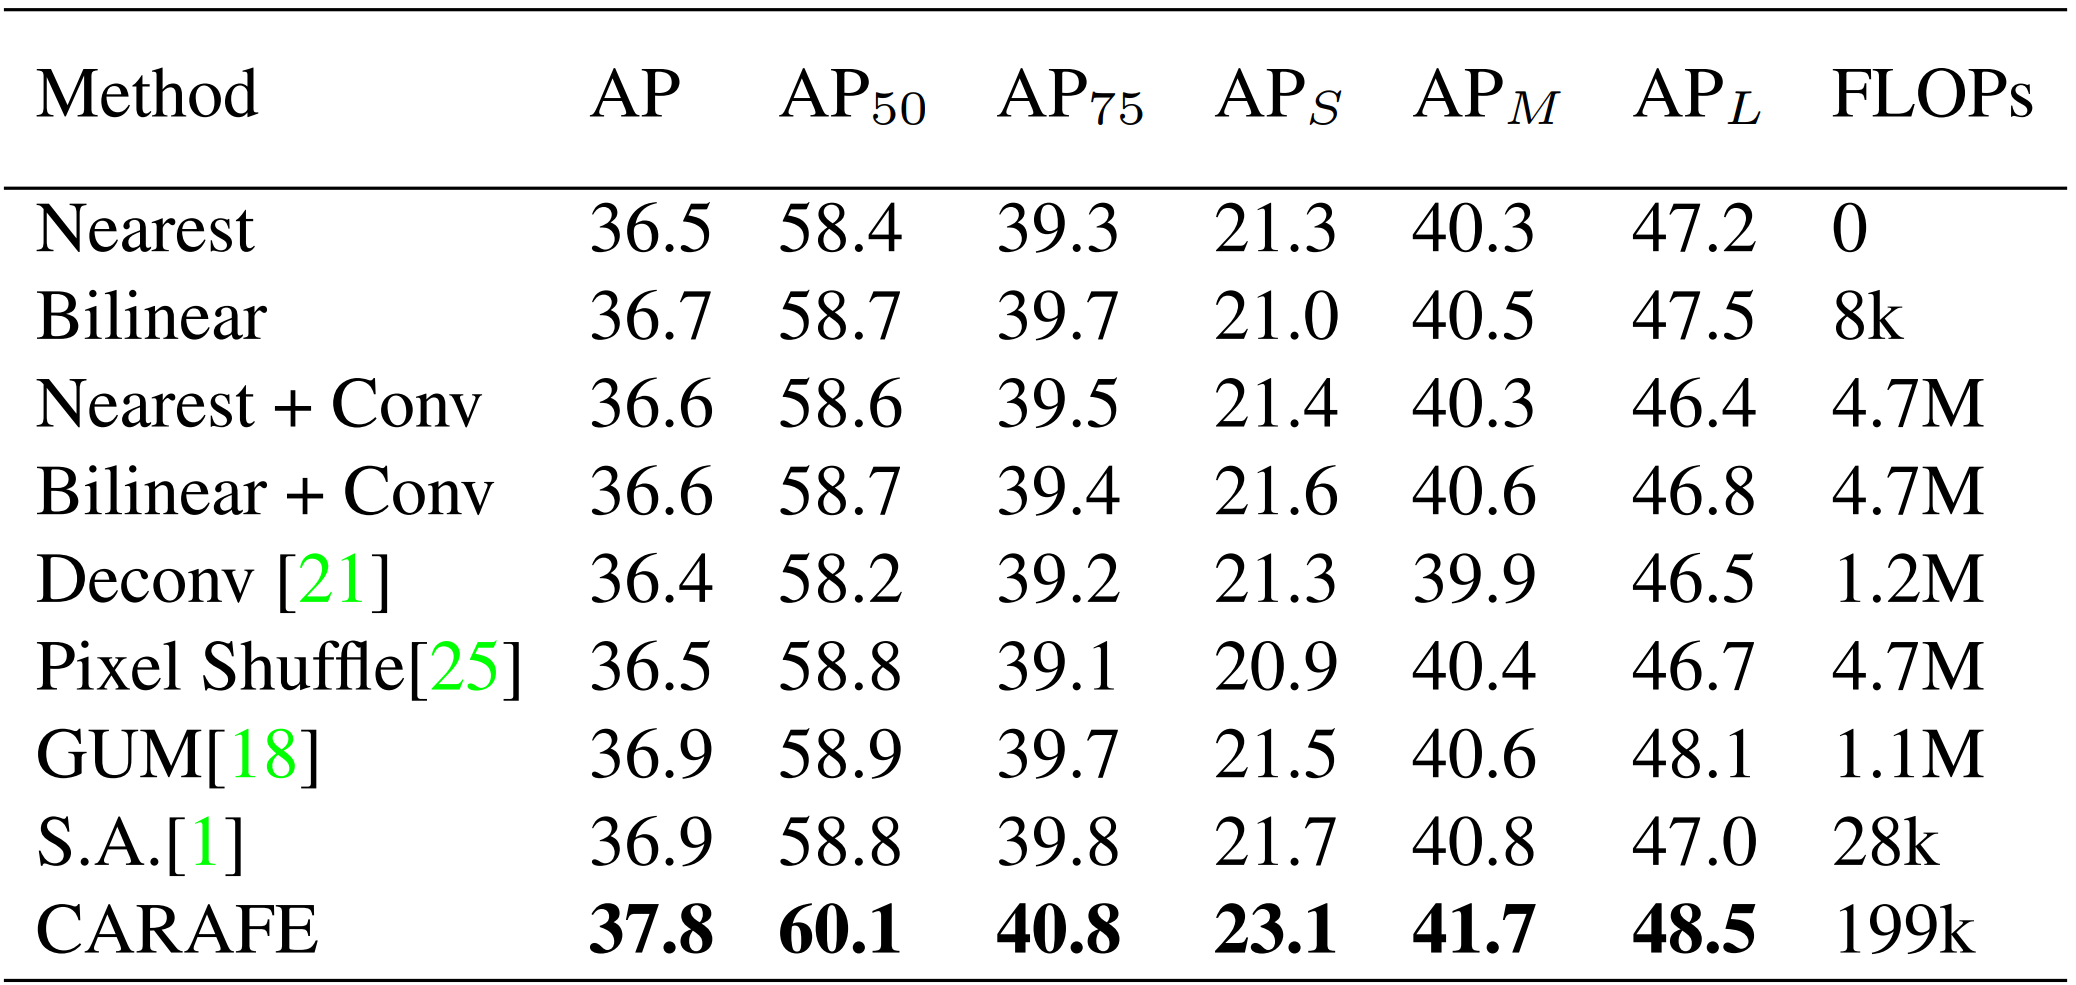 Method AP AP50 AP75 APS APM APL FLOPs
Nearest 36.5 58.4 39.3 21.3 40.3 47.2 0
Bilinear 36.7 58.7 39.7 21.0 40.5 47.5 8k
Nearest + Conv 36.6 58.6 39.5 21.4 40.3 46.4 4.7M
Bilinear + Conv 36.6 58.7 39.4 21.6 40.6 46.8 4.7M
Deconv [21] 36.4 58.2 39.2 21.3 39.9 46.5 1.2M
Pixel Shuffle[25] 36.5 58.8 39.1 20.9 40.4 46.7 4.7M
GUM[18] 36.9 58.9 39.7 21.5 40.6 48.1 1.1M
S.A.[1] 36.9 58.8 39.8 21.7 40.8 47.0 28k
CARAFE 37.8 60.1 40.8 23.1 41.7 48.5 199k